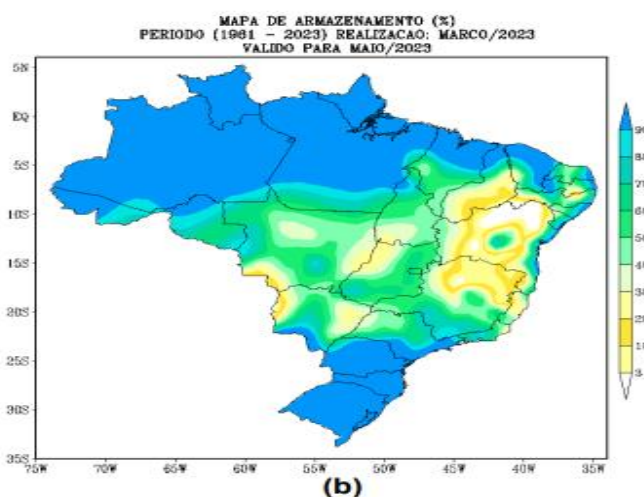 MAPA DE ARMAZENAMENTO (%)
PERIODO (1961 - 2023) REALIZACAO: MARCO/2023
VALIDO PARA MAIO/2023
5N
EQ
5S
10S
15S
20S
25S
30S
35S
75W 70W 65W 60W 55W 50W 45W 40W 35W
(b)